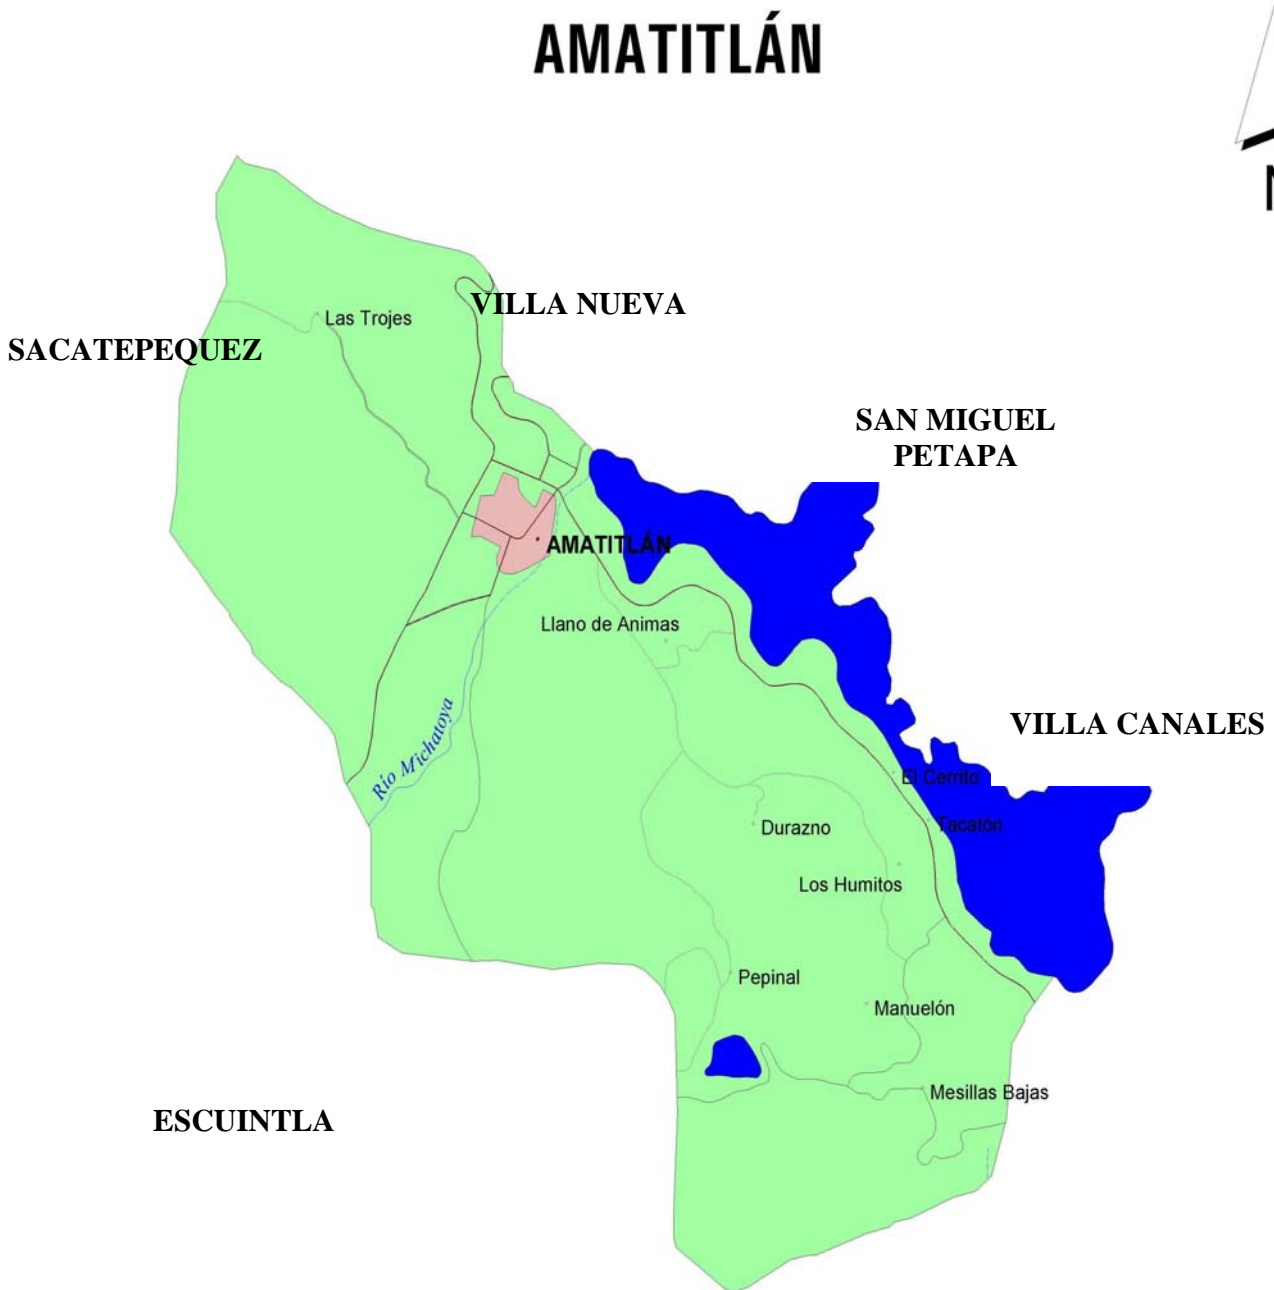 AMATITLÁN
N
VILLA NUEVA
Las Trojes
SACATEPEQUEZ
SAN MIGUEL
PETAPA
AMATITLÁN
Llano de Animas
Río Michatoya
VILLA CANALES
El Cerrito
Tacatón
Durazno
Los Humitos
Pepinal
Manuelón
Mesillas Bajas
ESCUINTLA